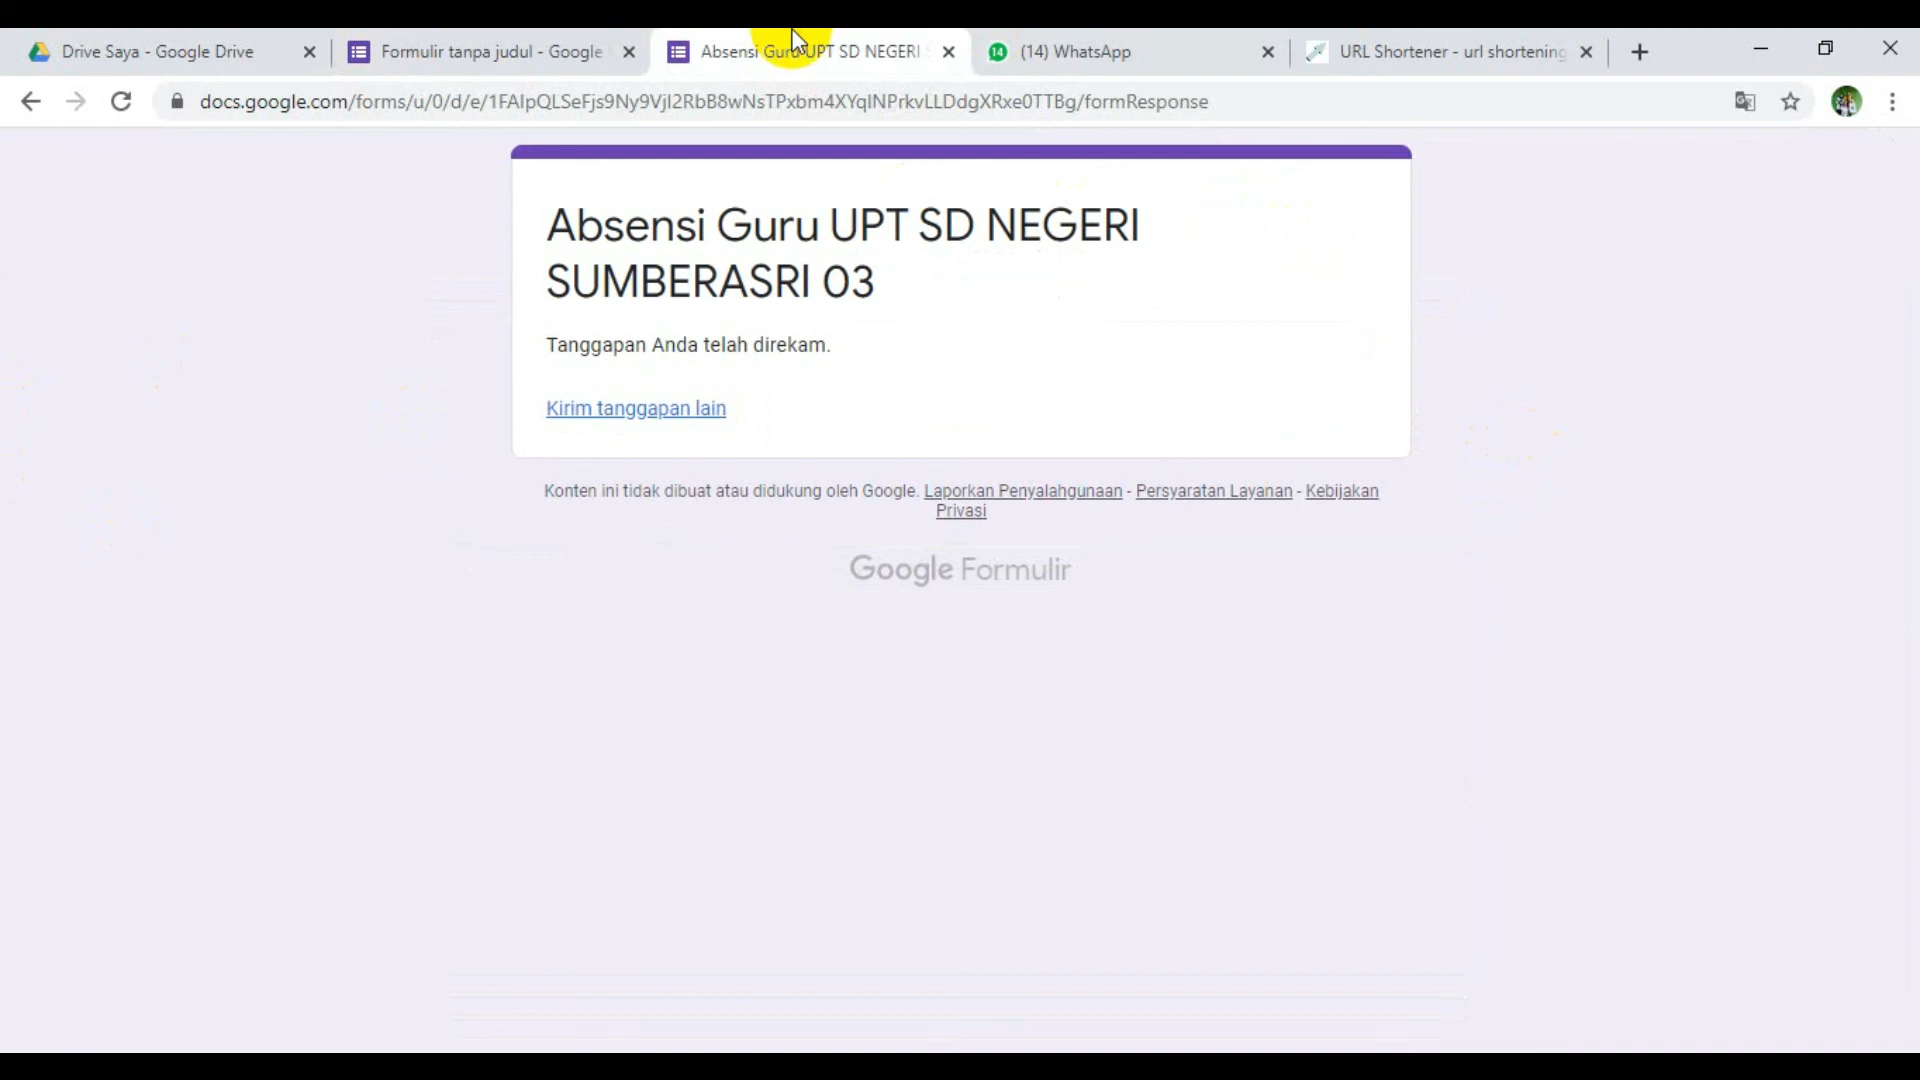 Drive Saya - Google Drive
Formulir tanpa judul - Google
Absensi Guru UPT SD NEGERI
14
(14) WhatsApp
URL Shortener - url shortening
docs.google.com/forms/u/0/d/e/1FAIpQLSeFjs9Ny9VjI2RbB8wNsTPxbm4XYqINPrkvLLDdgXRxe0TTBg/formResponse
Absensi Guru UPT SD NEGERI
SUMBERASRI 03
Tanggapan Anda telah direkam.
Kirim tanggapan lain
Konten ini tidak dibuat atau didukung oleh Google. Laporkan Penyalahgunaan - Persyaratan Layanan - Kebijakan
Privasi
Google Formulir